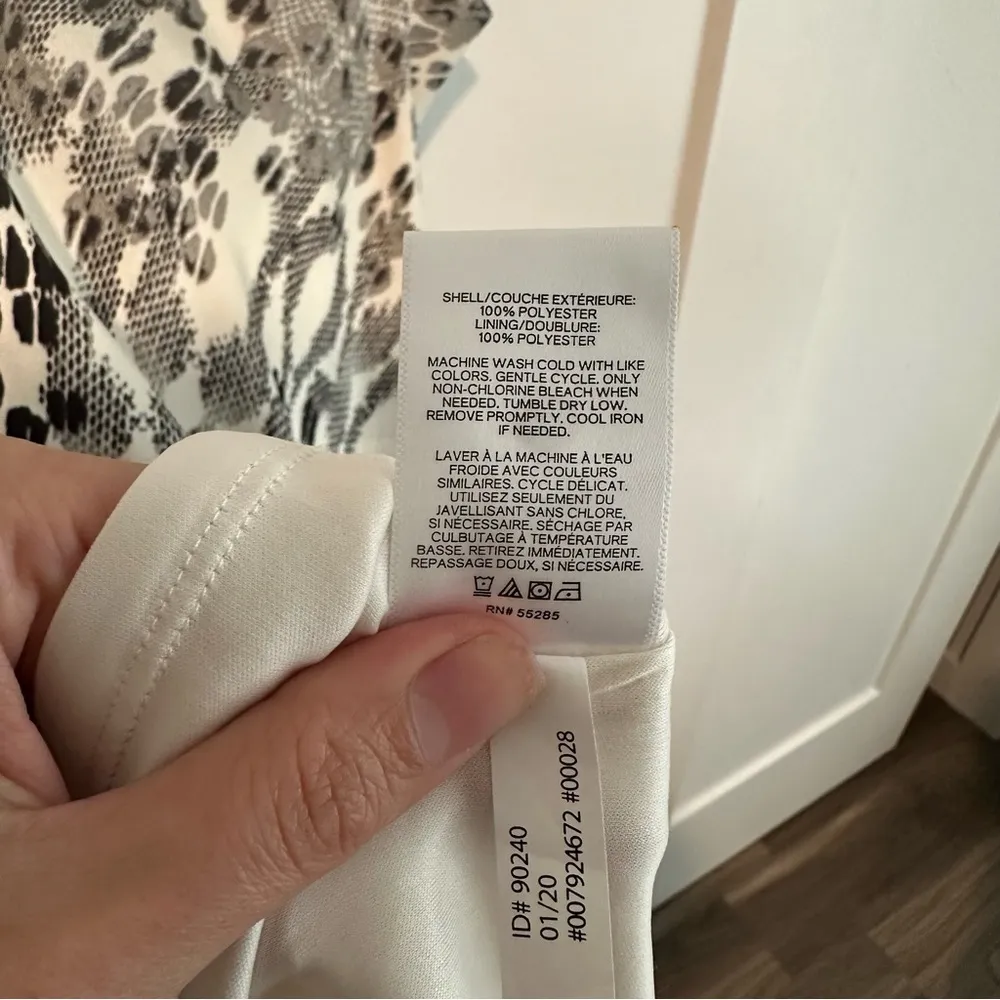 SHELL/COUCHE EXTÉRIEURE:
100% POLYESTER
LINING/DOUBLURE:
100% POLYESTER
MACHINE WASH COLD WITH LIKE
COLORS. GENTLE CYCLE. ONLY
NON-CHLORINE BLEACH WHEN
NEEDED. TUMBLE DRY LOW.
REMOVE PROMPTLY. COOL IRON
IF NEEDED.
LAVER À LA MACHINE À L'EAU
FROIDE AVEC COULEURS
SIMILAIRES. CYCLE DÉLICAT.
UTILISEZ SEULEMENT DU
JAVELLISANT SANS CHLORE,
SI NÉCESSAIRE. SÉCHAGE PAR
CULBUTAGE À TEMPÉRATURE
BASSE. RETIREZ IMMÉDIATEMENT.
REPASSAGE DOUX, SI NÉCESSAIRE.
RN# 55285
ID# 90240
01/20
#007924672 #00028